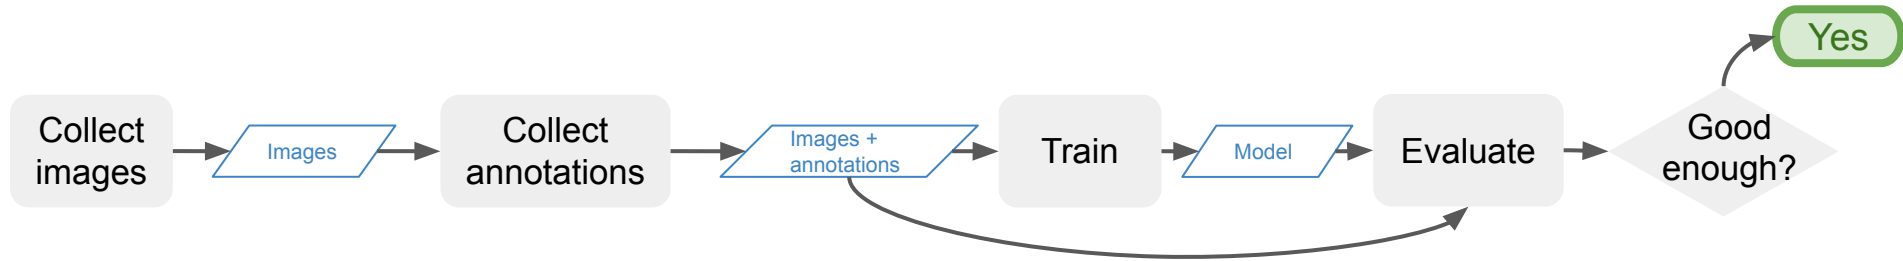 Collect
images
Images
Collect
annotations
Images +
annotations
Train
Model
Evaluate
Good
enough?
Yes